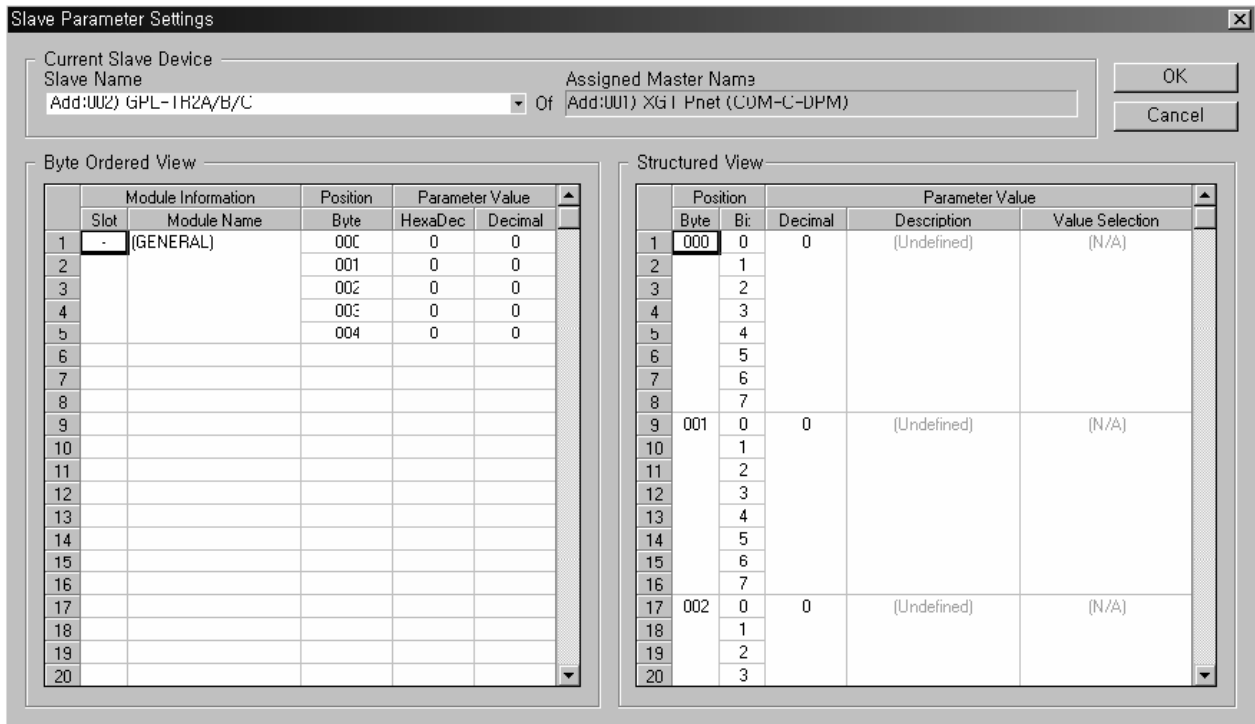 Slave Parameter Settings
Current Slave Device
Slave Name
Assigned Master Name
Add:002) GPL-TR2A/B/C
Of
Add:001) XGT Pnet (COM-C-DPM)
OK
Cancel
Byte Ordered View
Module Information Position Parameter Value
Slot Module Name Byte HexaDec Decimal
1 - (GENERAL) 000 0 0
2 001 0 0
3 002 0 0
4 003 0 0
5 004 0 0
6
7
8
9
10
11
12
13
14
15
16
17
18
19
20
Structured View
Position Parameter Value
Byte Bit Decimal Description Value Selection
1 000 0 0 (Undefined) (N/A)
2 1
3 2
4 3
5 4
6 5
7 6
8 7
9 001 0 0 (Undefined) (N/A)
10 1
11 2
12 3
13 4
14 5
15 6
16 7
17 002 0 0 (Undefined) (N/A)
18 1
19 2
20 3